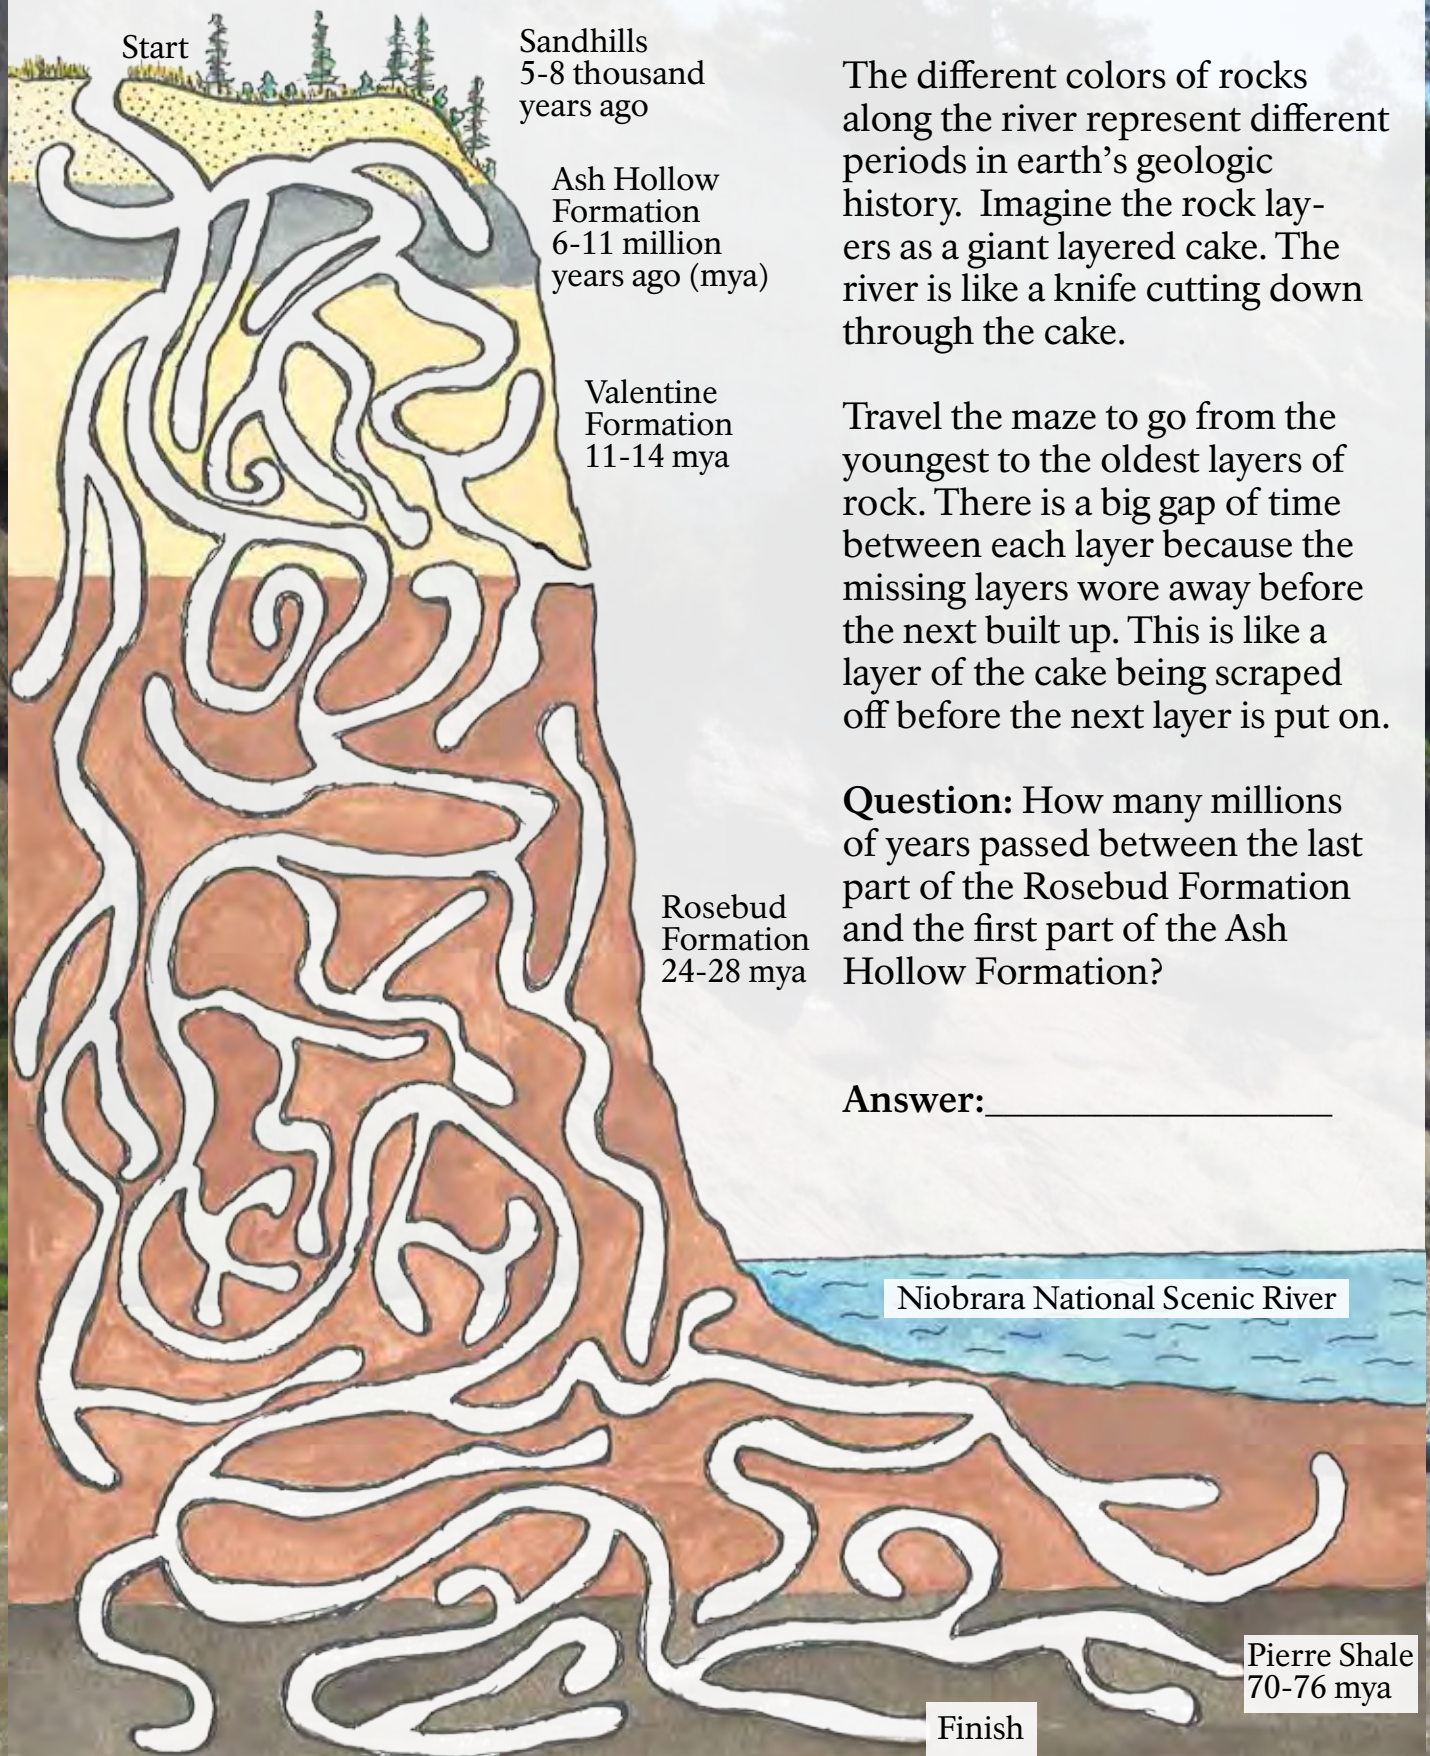 Start
Sandhills
5-8 thousand
years ago
Ash Hollow
Formation
6-11 million
years ago (mya)
Valentine
Formation
11-14 mya
Rosebud
Formation
24-28 mya
The different colors of rocks
along the river represent different
periods in earth’s geologic
history.  Imagine the rock lay-
ers as a giant layered cake. The
river is like a knife cutting down
through the cake.
Travel the maze to go from the
youngest to the oldest layers of
rock. There is a big gap of time
between each layer because the
missing layers wore away before
the next built up. This is like a
layer of the cake being scraped
off before the next layer is put on.
Question: How many millions
of years passed between the last
part of the Rosebud Formation
and the first part of the Ash
Hollow Formation?
Answer:__________________
Niobrara National Scenic River
Pierre Shale
70-76 mya
Finish